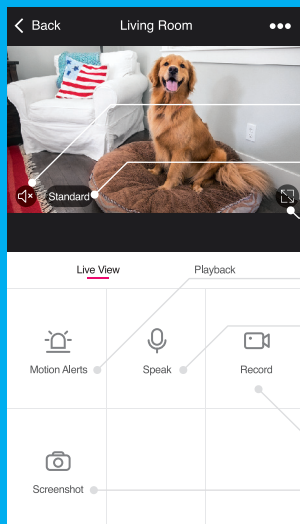 Back
Living Room
Standard
Live View
Playback
Motion Alerts
Speak
Record
Screenshot